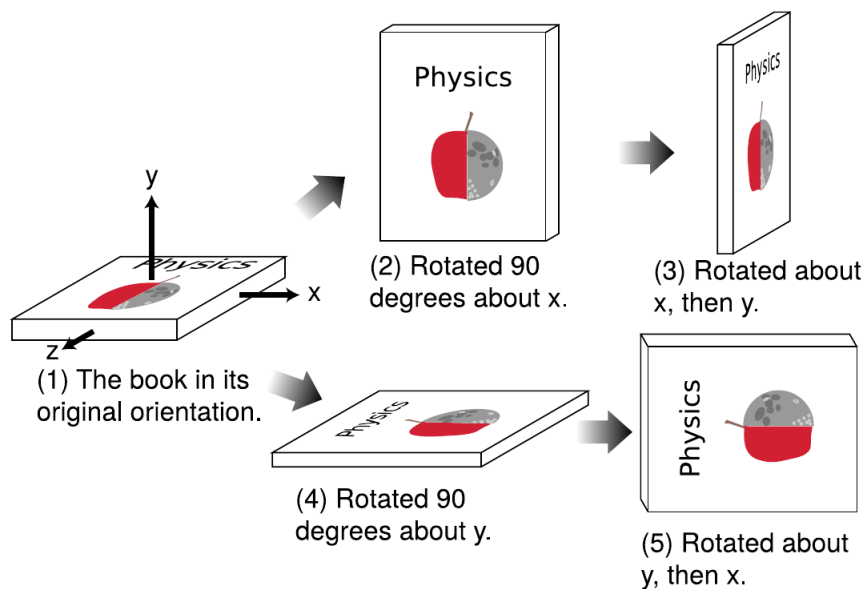 Physics
(2) Rotated 90
degrees about x.
Physics
(3) Rotated about
x, then y.
y
Physics
x
z
(1) The book in its
original orientation.
Physics
(4) Rotated 90
degrees about y.
Physics
(5) Rotated about
y, then x.